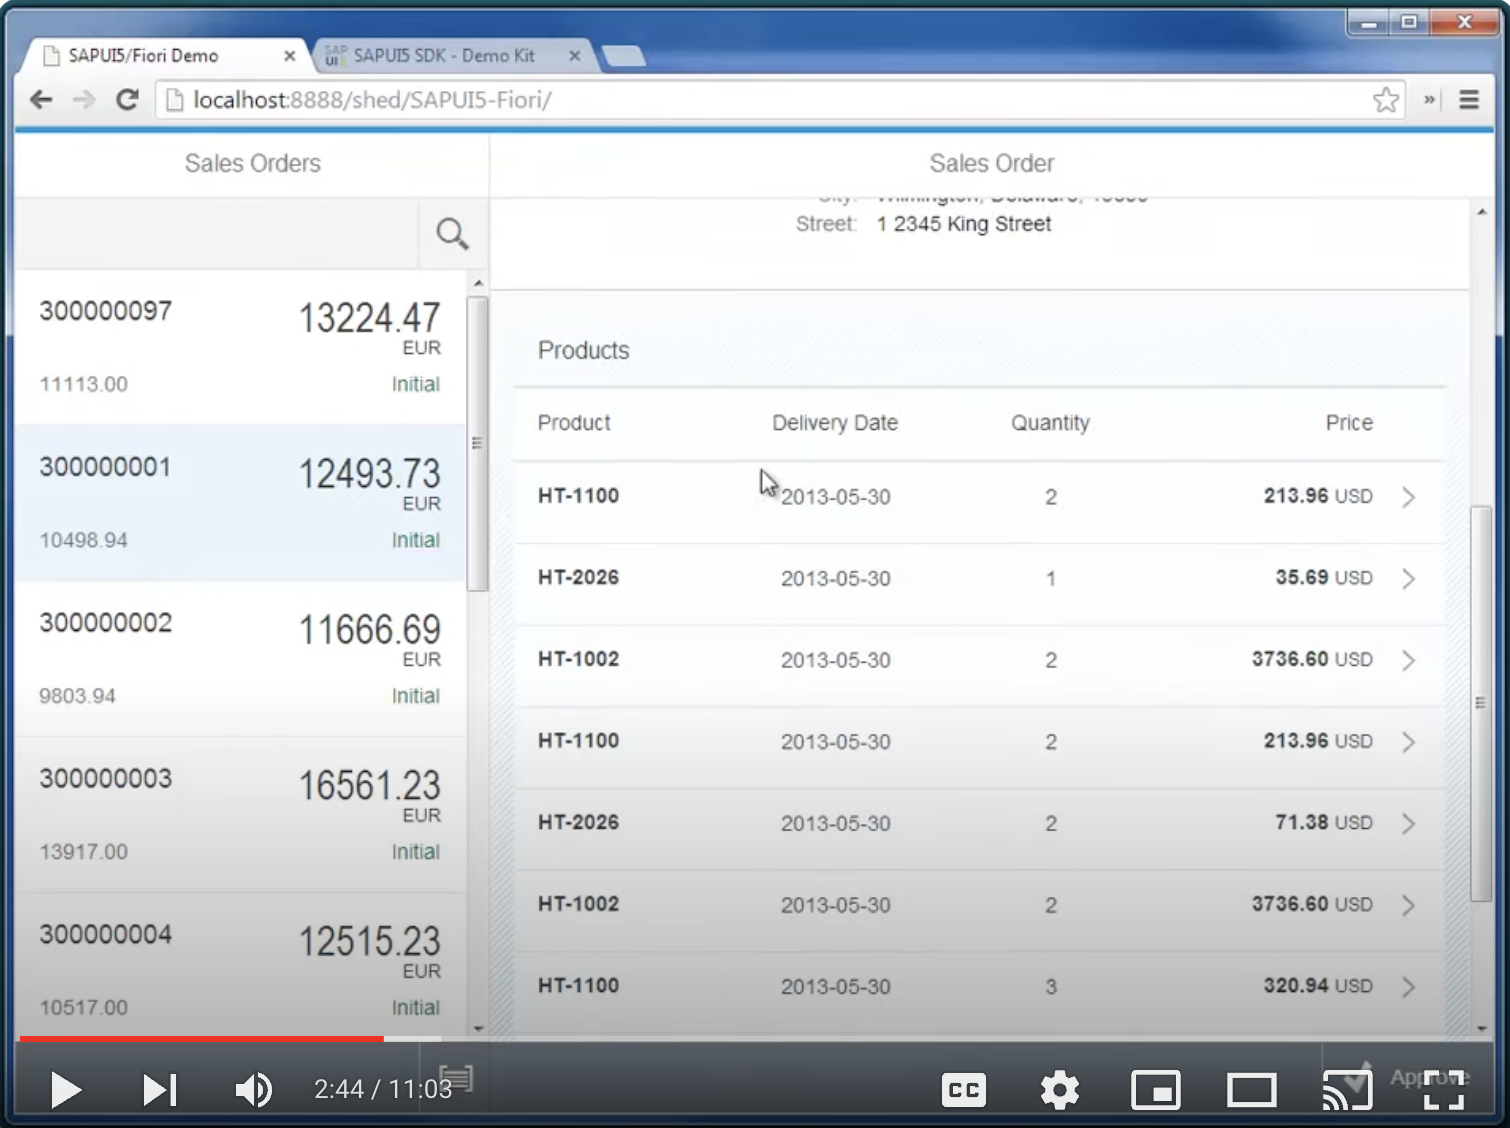 SAPUI5/Fiori Demo
SAP UI5 SAPUI5 SDK - Demo Kit
localhost:8888/shed/SAPUI5-Fiori/
Sales Orders
Sales Order
City: Wilmington, Delaware,
Street: 1 2345 King Street
300000097 13224.47
EUR
11113.00 Initial
300000001 12493.73
EUR
10498.94 Initial
300000002 11666.69
EUR
9803.94 Initial
300000003 16561.23
EUR
13917.00 Initial
300000004 12515.23
EUR
10517.00 Initial
Products
Product Delivery Date Quantity Price
HT-1100 2013-05-30 2 213.96 USD
HT-2026 2013-05-30 1 35.69 USD
HT-1002 2013-05-30 2 3736.60 USD
HT-1100 2013-05-30 2 213.96 USD
HT-2026 2013-05-30 2 71.38 USD
HT-1002 2013-05-30 2 3736.60 USD
HT-1100 2013-05-30 3 320.94 USD
Approve
2:44 / 11:03
CC